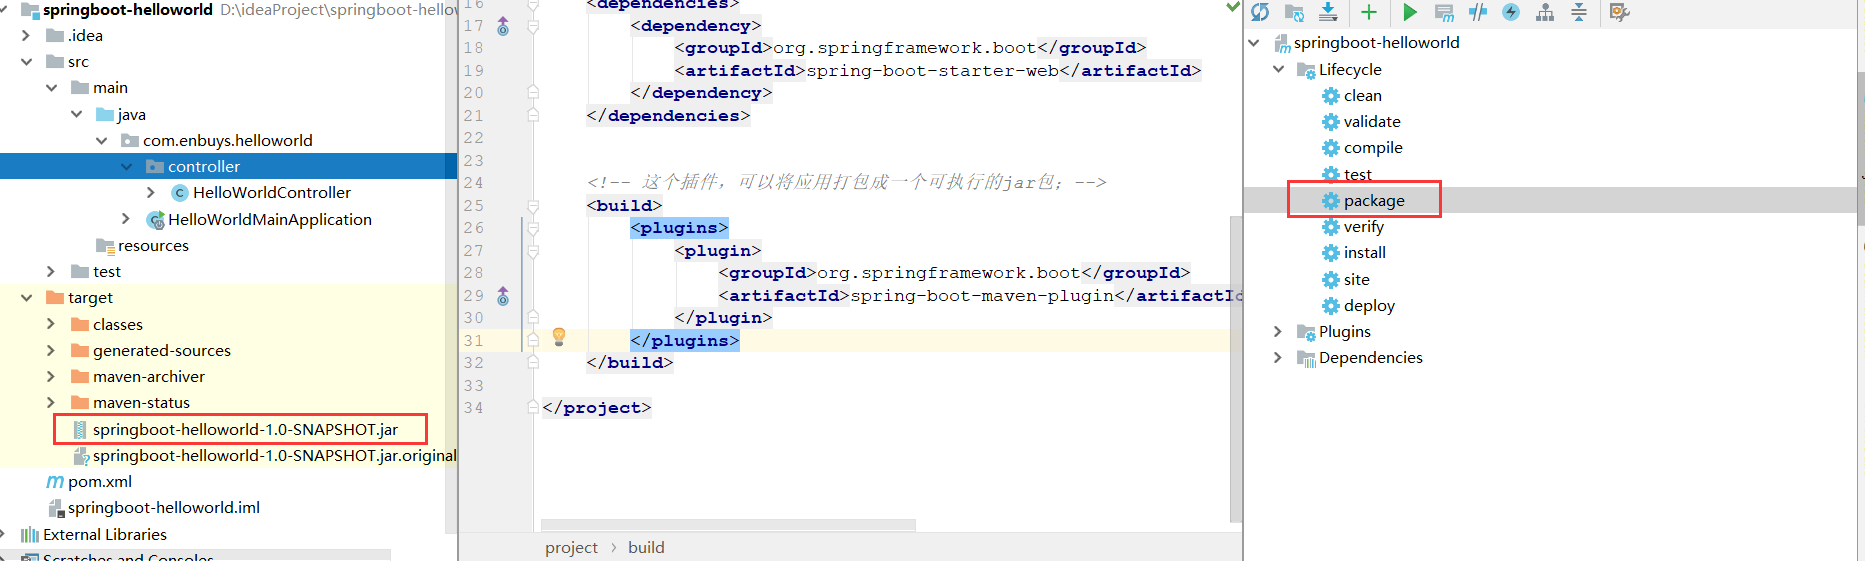 springboot-helloworld D:\ideaProject\springboot-hellow
.idea
src
main
java
com.enbuys.helloworld
controller
HelloWorldController
HelloWorldMainApplication
resources
test
target
classes
generated-sources
maven-archiver
maven-status
springboot-helloworld-1.0-SNAPSHOT.jar
springboot-helloworld-1.0-SNAPSHOT.jar.original
pom.xml
springboot-helloworld.iml
External Libraries
Scratches and Consoles
16 <dependencies>
17 <dependency>
18 <groupId>org.springframework.boot</groupId>
19 <artifactId>spring-boot-starter-web</artifactId>
20 </dependency>
21 </dependencies>
22
23
24 <!-- 这个插件，可以将应用打包成一个可执行的jar包；-->
25 <build>
26 <plugins>
27 <plugin>
28 <groupId>org.springframework.boot</groupId>
29 <artifactId>spring-boot-maven-plugin</artifactId
30 </plugin>
31 </plugins>
32 </build>
33
34 </project>
project › build
springboot-helloworld
Lifecycle
clean
validate
compile
test
package
verify
install
site
deploy
Plugins
Dependencies